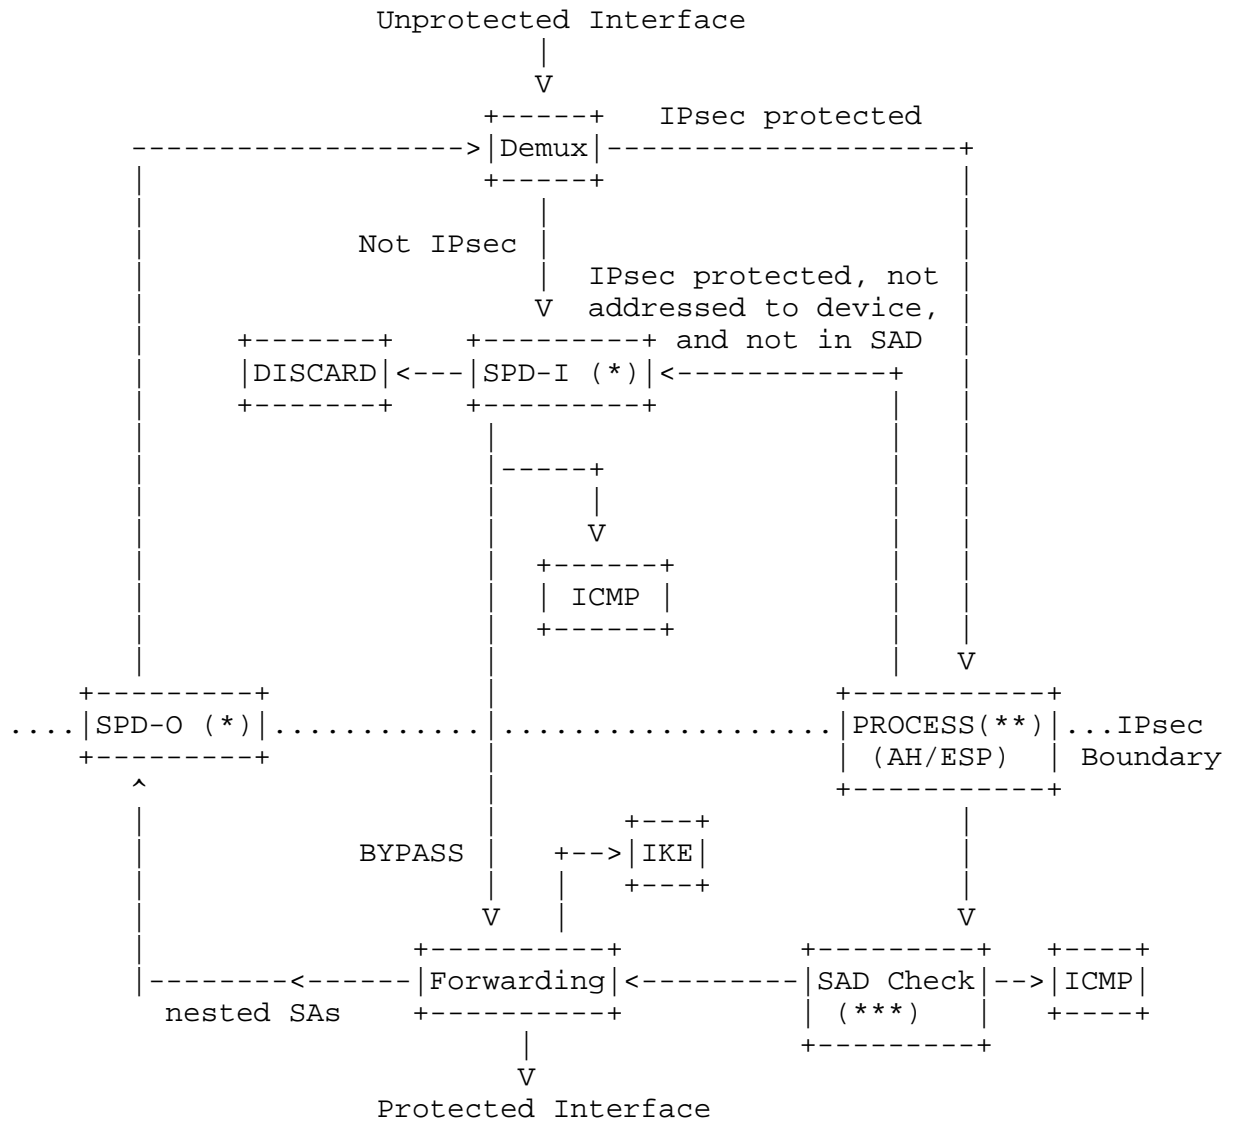 Unprotected Interface
|
V
+-----+   IPsec protected
------------------->|Demux|--------------------+
|                   +-----+                    |
|                      |                       |
|            Not IPsec |                       |
|                      |  IPsec protected, not |
|                      V  addressed to device, |
|     +-------+    +---------+ and not in SAD  |
|     |DISCARD|<---|SPD-I (*)|<------------+   |
|     +-------+    +---------+             |   |
|                   |                      |   |
|                   |-----+                |   |
|                   |     |                |   |
|                   |     V                |   |
|                   |  +------+            |   |
|                   |  | ICMP |            |   |
|                   |  +------+            |   |
|                   |                      |   V
+---------+         |                   +-----------+
....|SPD-O (*)|............|...................|PROCESS(**)|...IPsec
+---------+         |                   | (AH/ESP)  | Boundary
^                   |                   +-----------+
|                   |       +----+             |
|            BYPASS |   +-->|IKE|              |
|                   |   |   +---+              |
|                   V   |                      V
|               +----------+          +---------+   +----+
|--------<------|Forwarding|<---------|SAD Check|-->|ICMP|
nested SAs   +----------+          | (***)   |   +----+
|                +---------+
V
Protected Interface